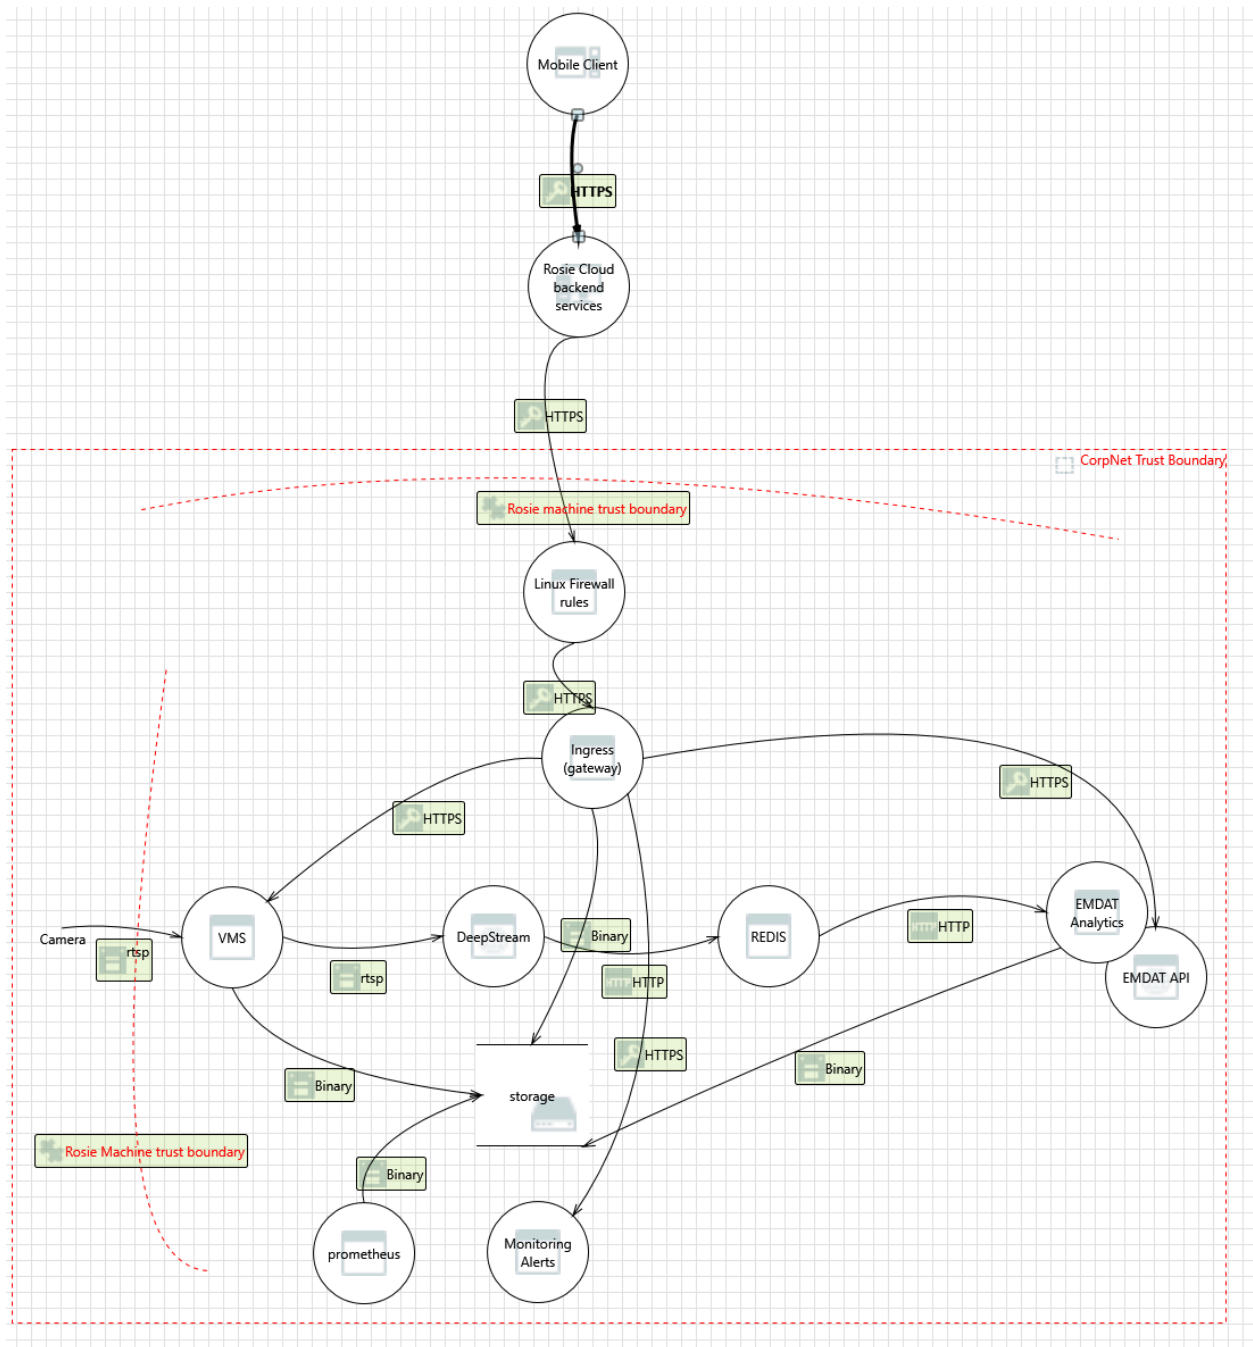 Mobile Client
HTTPS
Rosie Cloud
backend
services
HTTPS
CorpNet Trust Boundary
Rosie machine trust boundary
Linux Firewall
rules
HTTPS
Ingress
(gateway)
HTTPS
HTTPS
Camera
rtsp
VMS
rtsp
DeepStream
Binary
HTTP
REDIS
HTTP
EMDAT
Analytics
EMDAT API
HTTPS
Binary
Binary
storage
Rosie Machine trust boundary
Binary
prometheus
Monitoring
Alerts